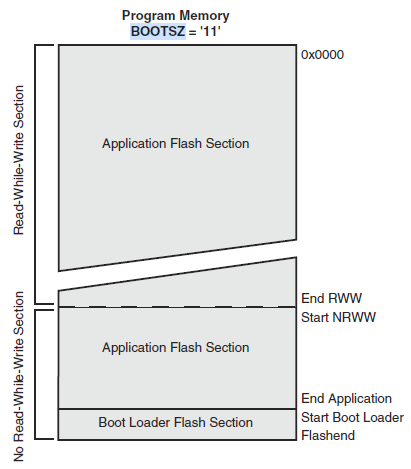 Program Memory
BOOTSZ = '11'
0x0000
Read-While-Write Section
Application Flash Section
End RWW
Start NRWW
No Read-While-Write Section
Application Flash Section
End Application
Start Boot Loader
Boot Loader Flash Section
Flashend